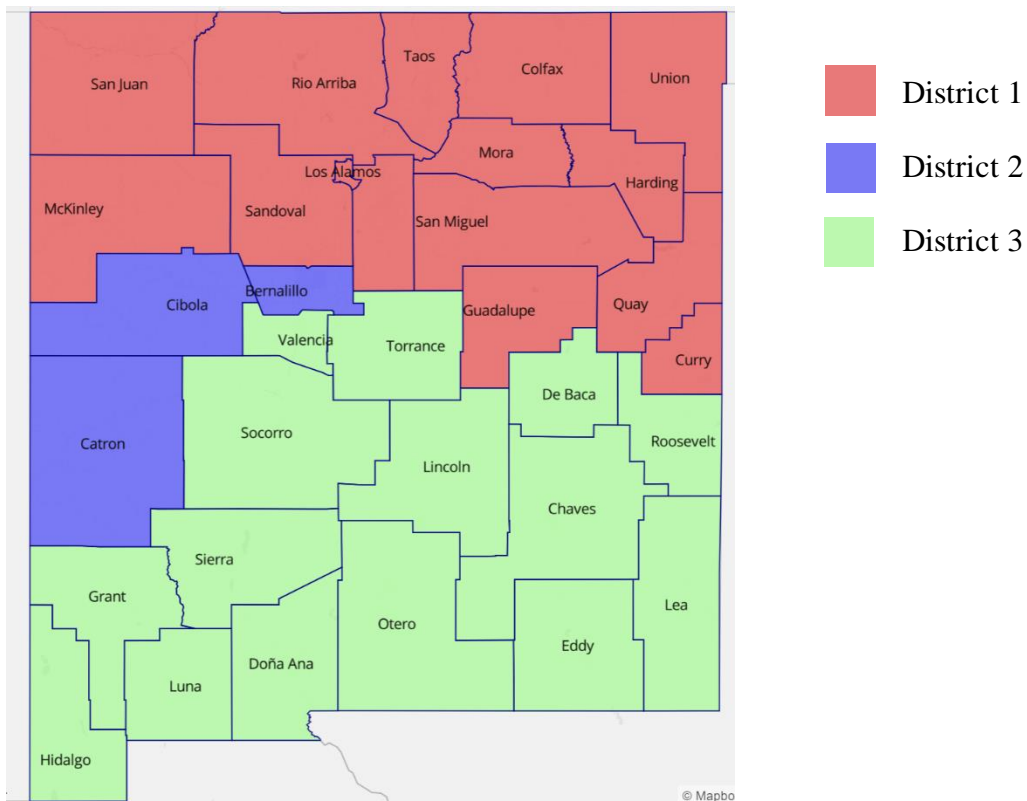 Taos
Colfax
Union
San Juan
Rio Arriba
Mora
Los Alamos
Harding
McKinley
Sandoval
San Miguel
Cibola
Bernalillo
Guadalupe
Quay
Valencia
Torrance
Curry
De Baca
Catron
Socorro
Lincoln
Roosevelt
Chaves
Sierra
Grant
Otero
Lea
Eddy
Doña Ana
Luna
Hidalgo
© Mapbo
District 1
District 2
District 3